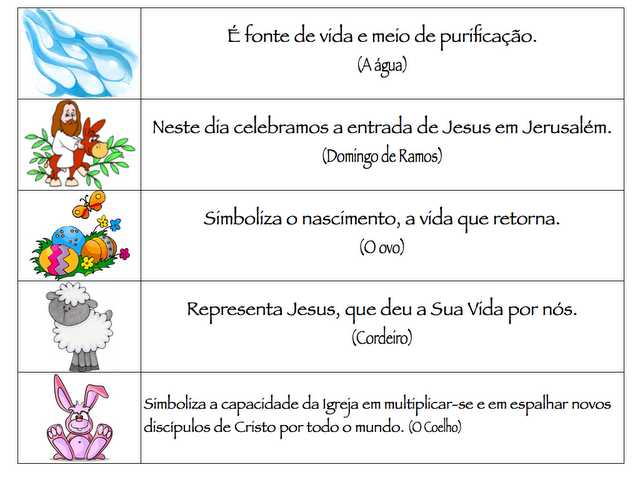 É fonte de vida e meio de purificação.
(A água)
Neste dia celebramos a entrada de Jesus em Jerusalém.
(Domingo de Ramos)
Simboliza o nascimento, a vida que retorna.
(O ovo)
Representa Jesus, que deu a Sua Vida por nós.
(Cordeiro)
Simboliza a capacidade da Igreja em multiplicar-se e em espalhar novos
discípulos de Cristo por todo o mundo. (O Coelho)